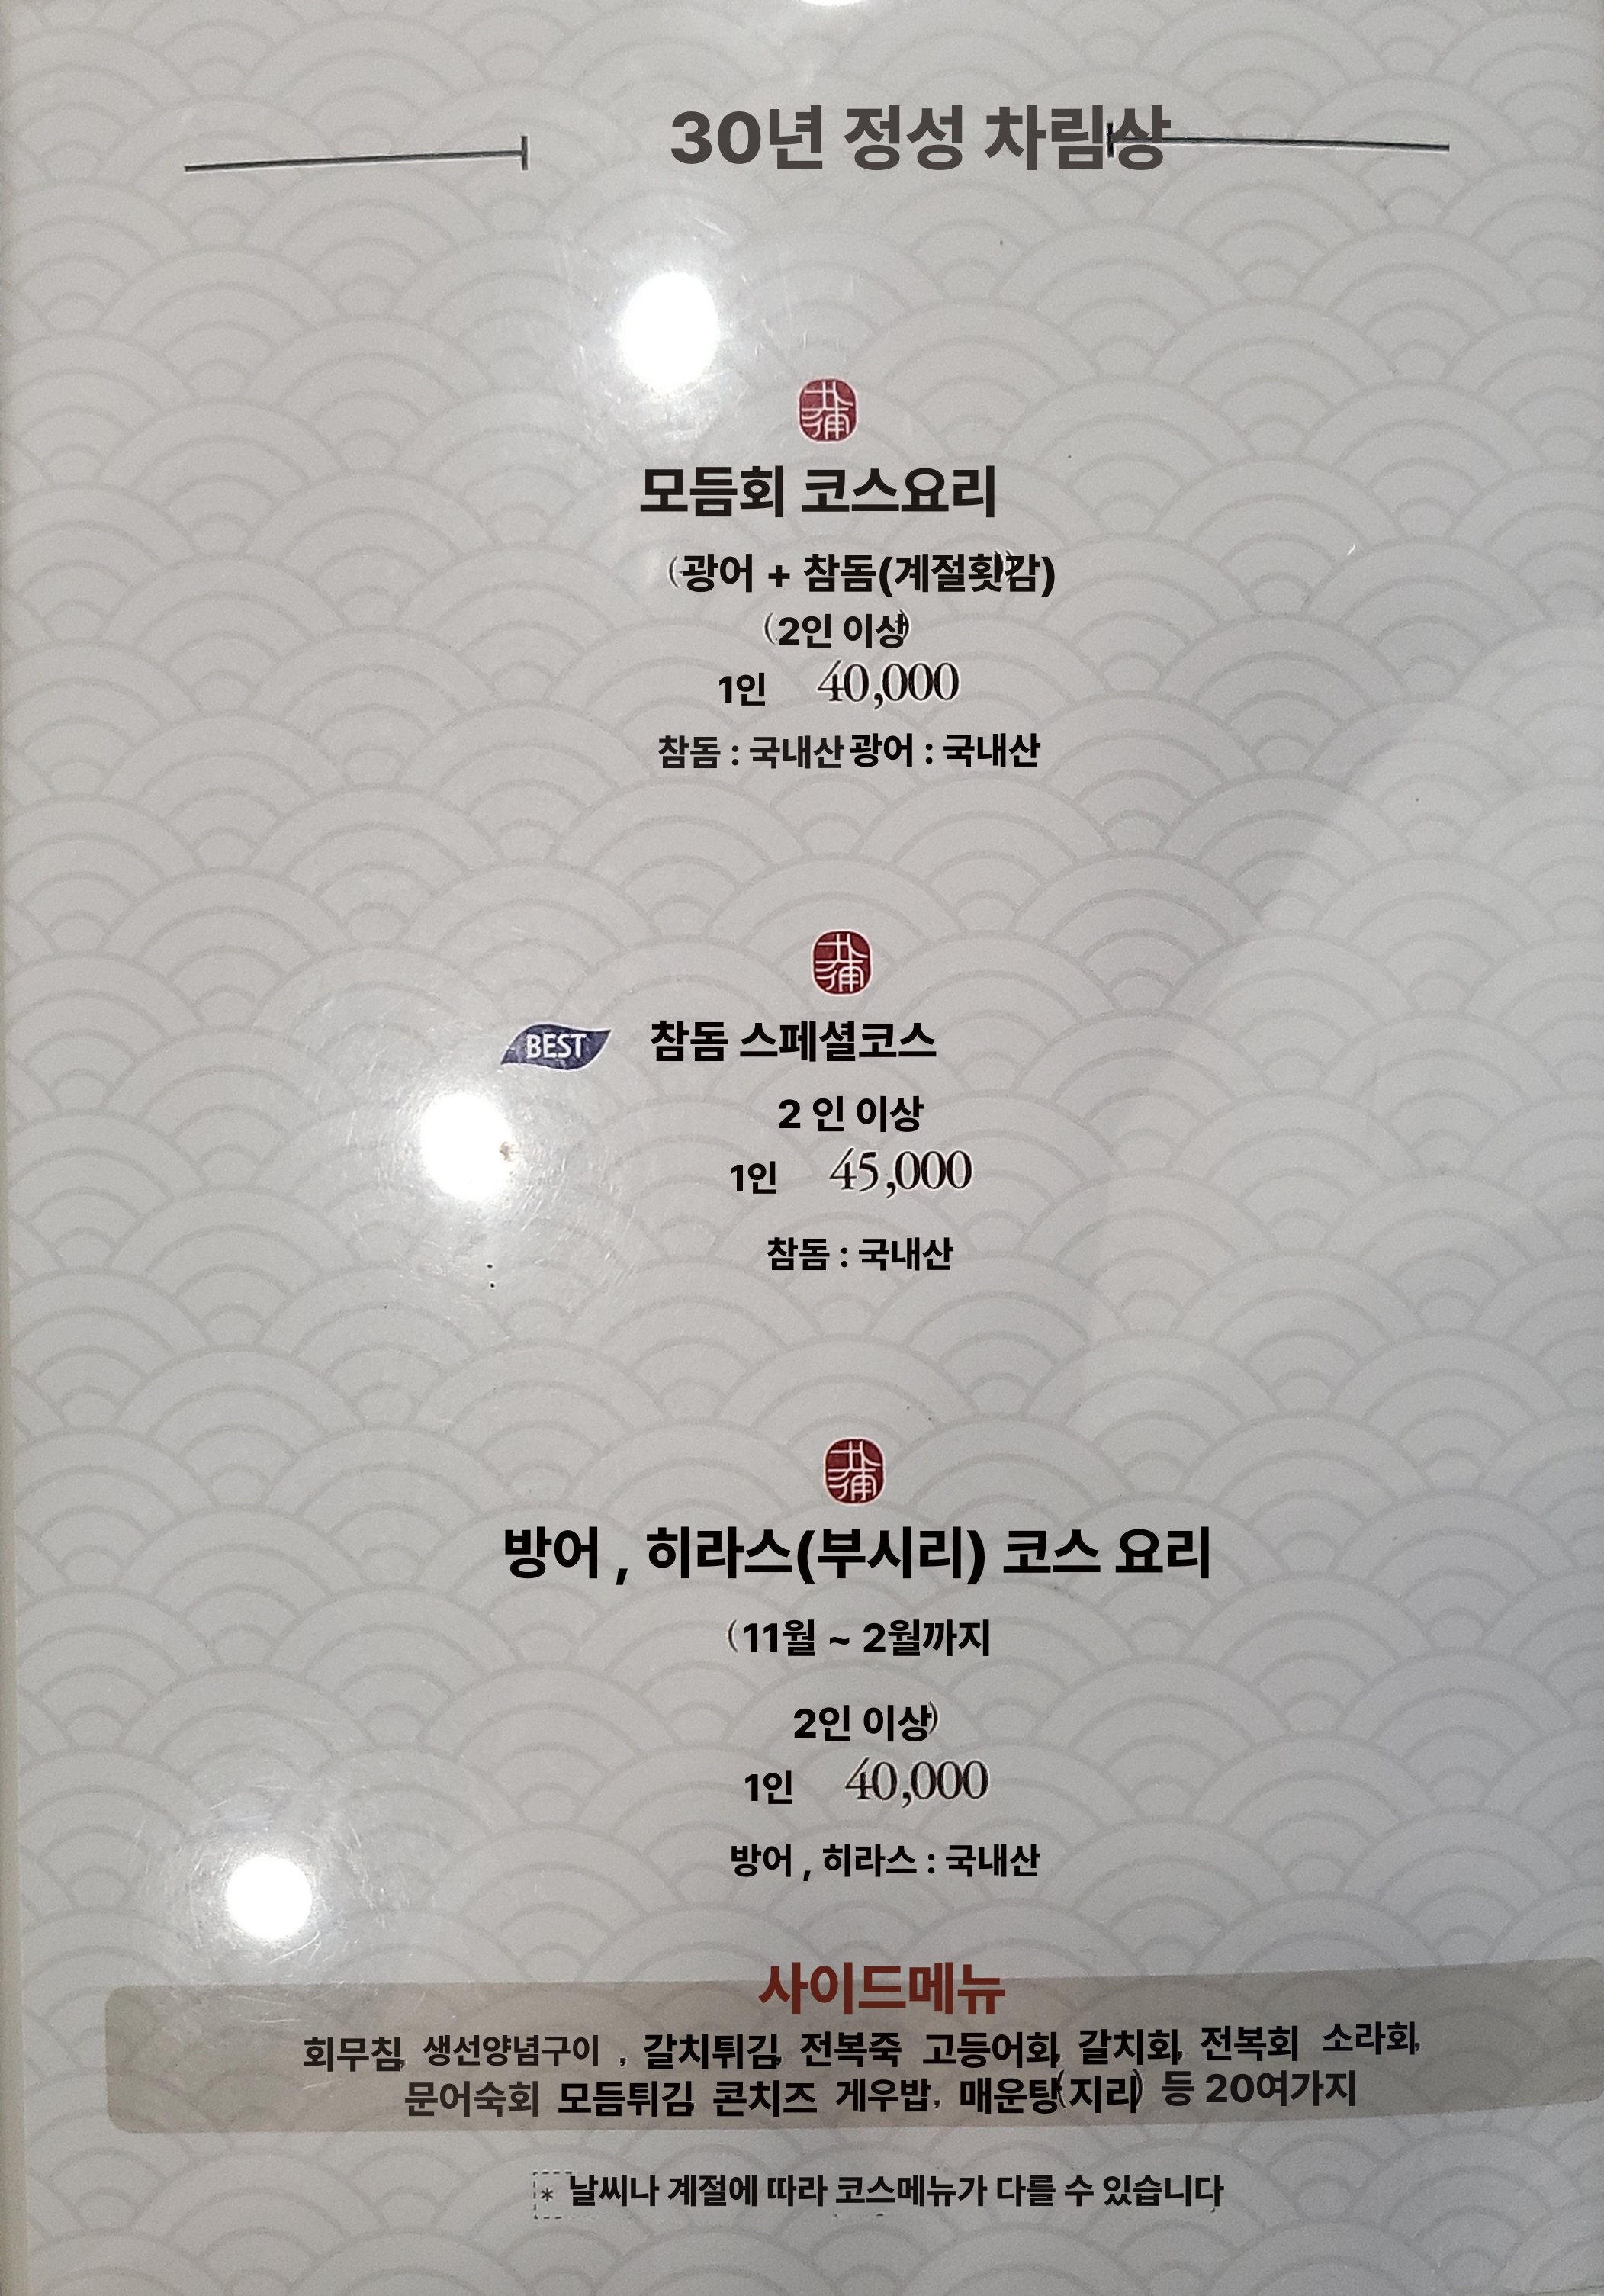 30년 정성 차림상
모듬회 코스요리
(광어 + 참돔(계절횟감)
(2인 이상)
1인 40,000
참돔 : 국내산 광어 : 국내산
BEST 참돔 스페셜코스
2 인 이상
1인 45,000
참돔 : 국내산
방어 , 히라스(부시리) 코스 요리
(11월 ~ 2월까지
2인 이상)
1인 40,000
방어 , 히라스 : 국내산
사이드메뉴
회무침, 생선양념구이 , 갈치튀김, 전복죽 고등어회, 갈치회, 전복회 소라회,
문어숙회 모듬튀김, 콘치즈 게우밥, 매운탕(지리) 등 20여가지
* 날씨나 계절에 따라 코스메뉴가 다를 수 있습니다